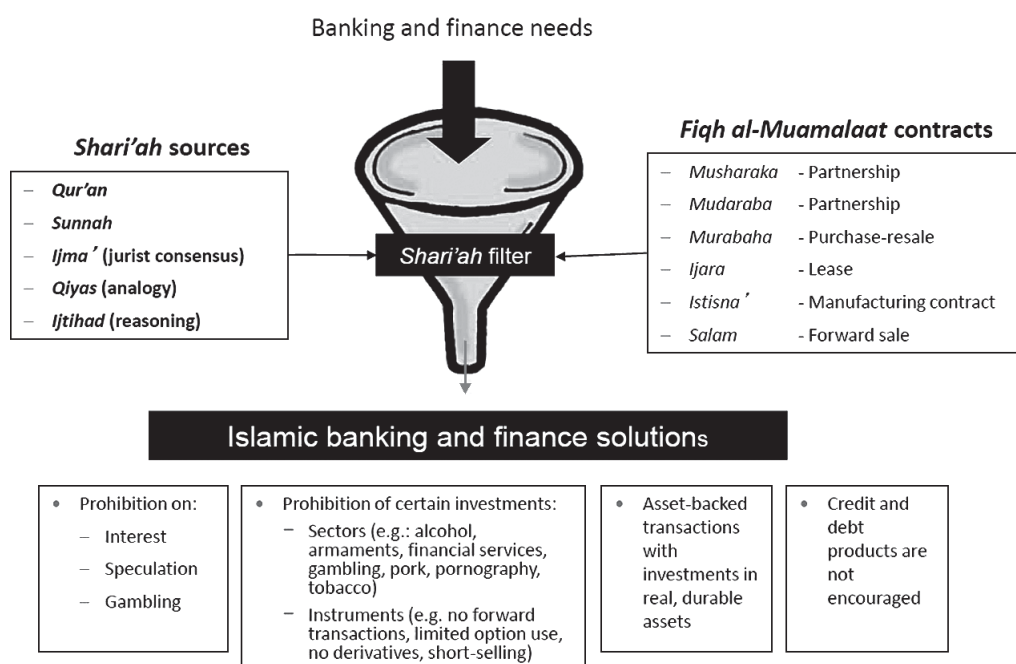 Banking and finance needs
Shari'ah sources
– Qur'an
– Sunnah
– Ijma´ (jurist consensus)
– Qiyas (analogy)
– Ijtihad (reasoning)
Shari'ah filter
Fiqh al-Muamalaat contracts
– Musharaka - Partnership
– Mudaraba - Partnership
– Murabaha - Purchase-resale
– Ijara - Lease
– Istisna´ - Manufacturing contract
– Salam - Forward sale
Islamic banking and finance solutions
• Prohibition on:
– Interest
– Speculation
– Gambling
• Prohibition of certain investments:
– Sectors (e.g.: alcohol,
armaments, financial services,
gambling, pork, pornography,
tobacco)
– Instruments (e.g. no forward
transactions, limited option use,
no derivatives, short-selling)
• Asset-backed
transactions
with
investments in
real, durable
assets
• Credit and
debt
products are
not
encouraged